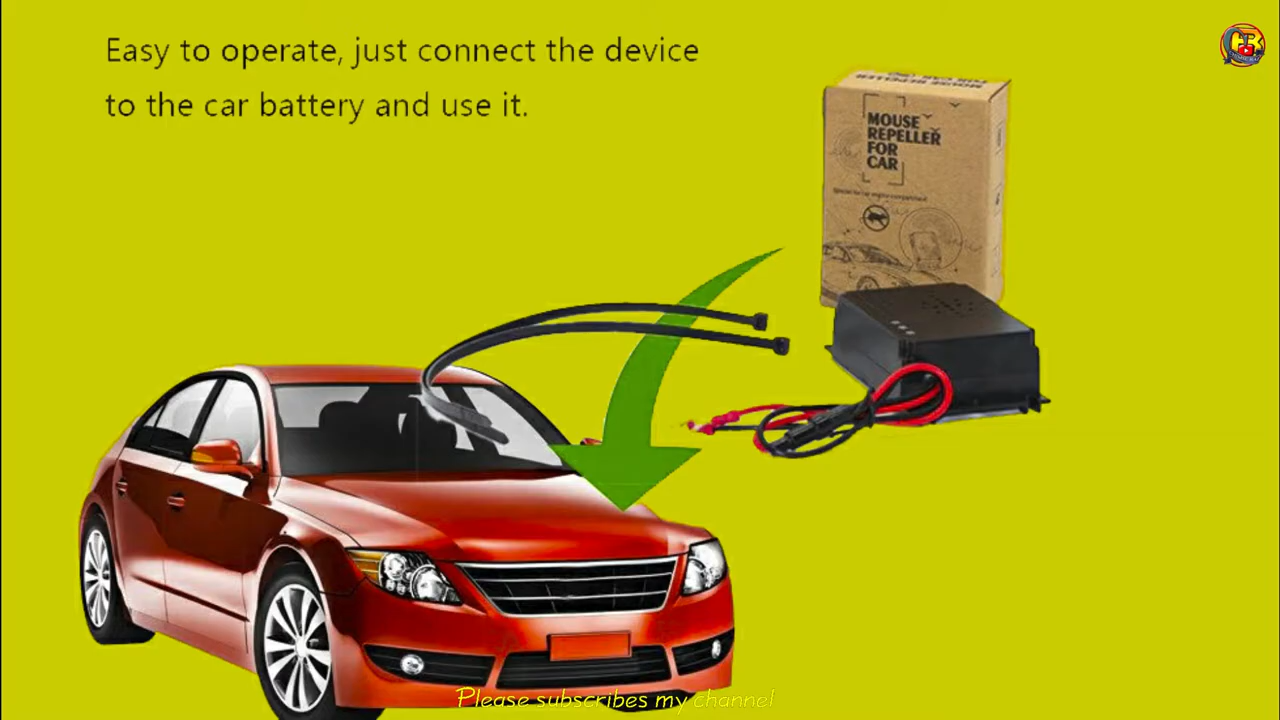 Easy to operate, just connect the device
to the car battery and use it.
MOUSE
REPELLER
FOR
CAR
Please subscribes my channel